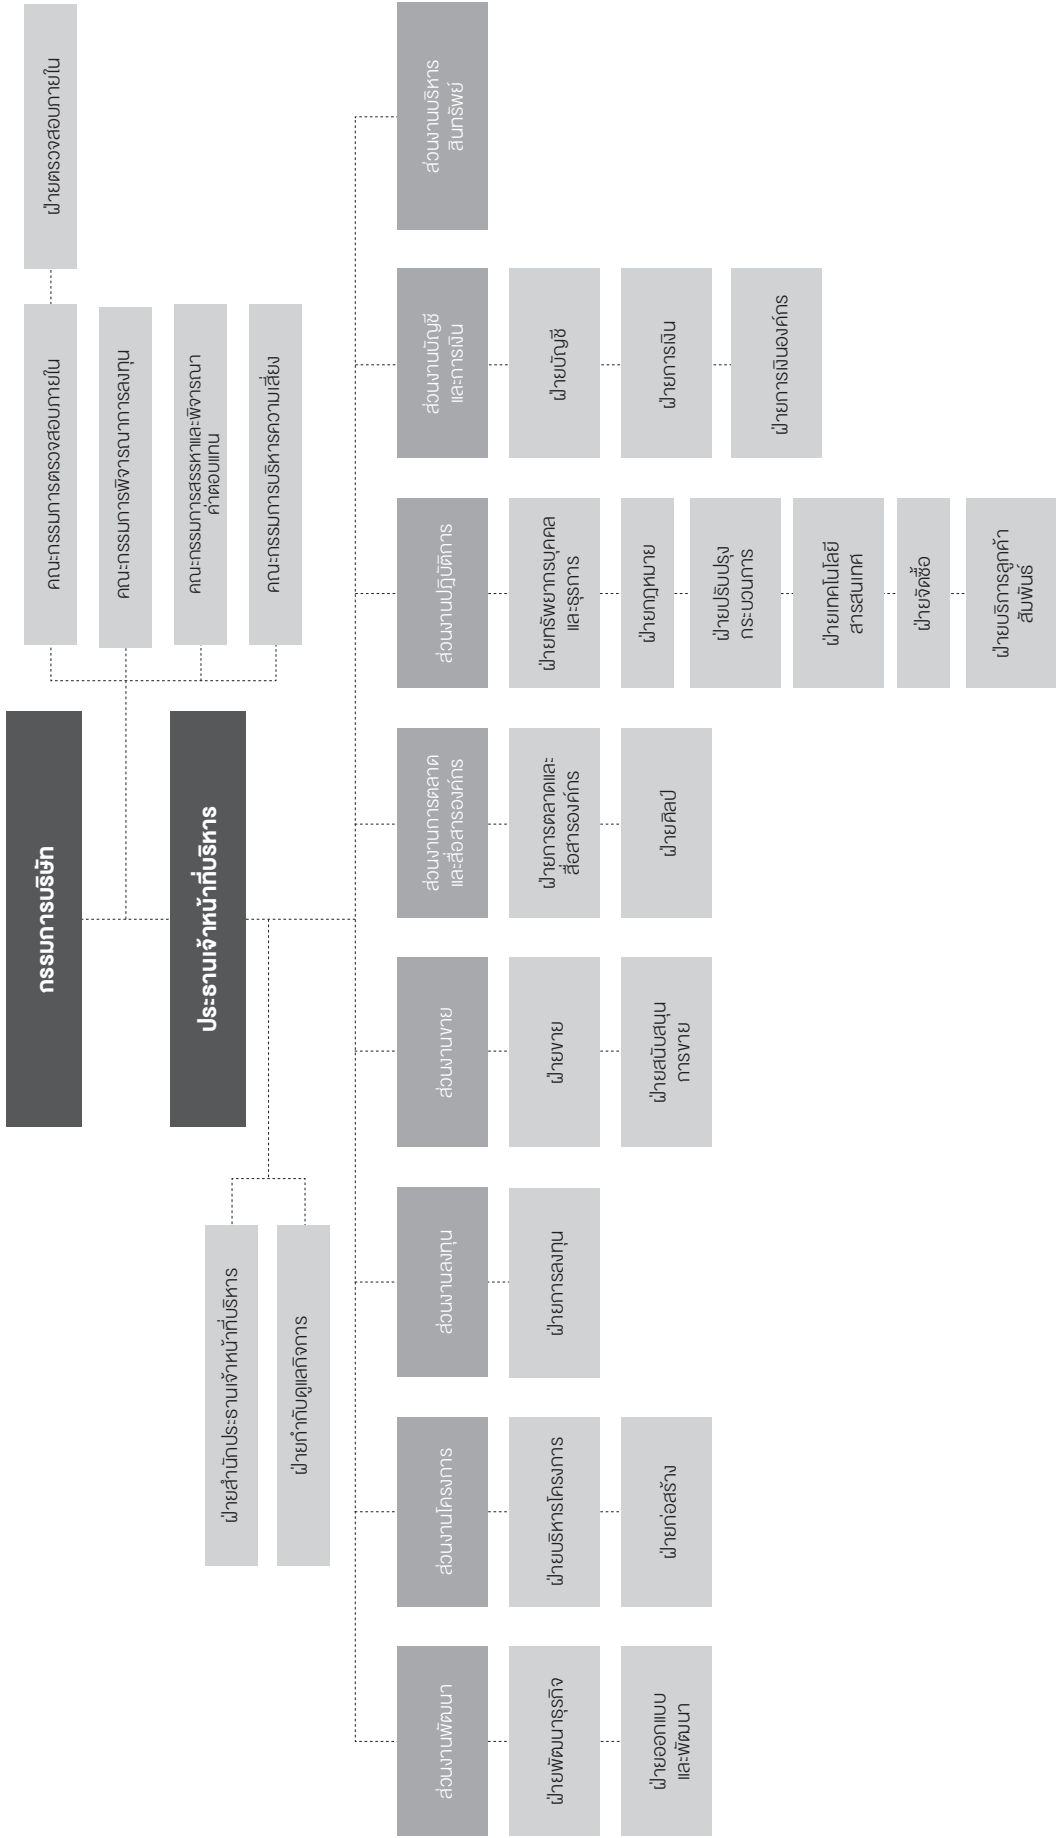 กรรมการบริษัท
คณะกรรมการตรวจสอบภายใน
ฝ่ายตรวจสอบภายใน
คณะกรรมการพิจารณาการลงทุน
คณะกรรมการสรรหาและพิจารณา
ค่าตอบแทน
คณะกรรมการบริหารความเสี่ยง
ประธานเจ้าหน้าที่บริหาร
ฝ่ายสำนักประธานเจ้าหน้าที่บริหาร
ฝ่ายกำกับดูแลกิจการ
ส่วนงานพัฒนา
ฝ่ายพัฒนาธุรกิจ
ฝ่ายออกแบบ
และพัฒนา
ส่วนงานโครงการ
ฝ่ายบริหารโครงการ
ฝ่ายก่อสร้าง
ส่วนงานลงทุน
ฝ่ายการลงทุน
ส่วนงานขาย
ฝ่ายขาย
ฝ่ายสนับสนุน
การขาย
ส่วนงานการตลาด
และสื่อสารองค์กร
ฝ่ายการตลาดและ
สื่อสารองค์กร
ฝ่ายศิลป์
ส่วนงานปฏิบัติการ
ฝ่ายทรัพยากรบุคคล
และธุรการ
ฝ่ายกฎหมาย
ฝ่ายปรับปรุง
กระบวนการ
ฝ่ายเทคโนโลยี
สารสนเทศ
ฝ่ายจัดซื้อ
ฝ่ายบริการลูกค้า
สัมพันธ์
ส่วนงานบัญชี
และการเงิน
ฝ่ายบัญชี
ฝ่ายการเงิน
ฝ่ายการเงินองค์กร
ส่วนงานบริหาร
สินทรัพย์